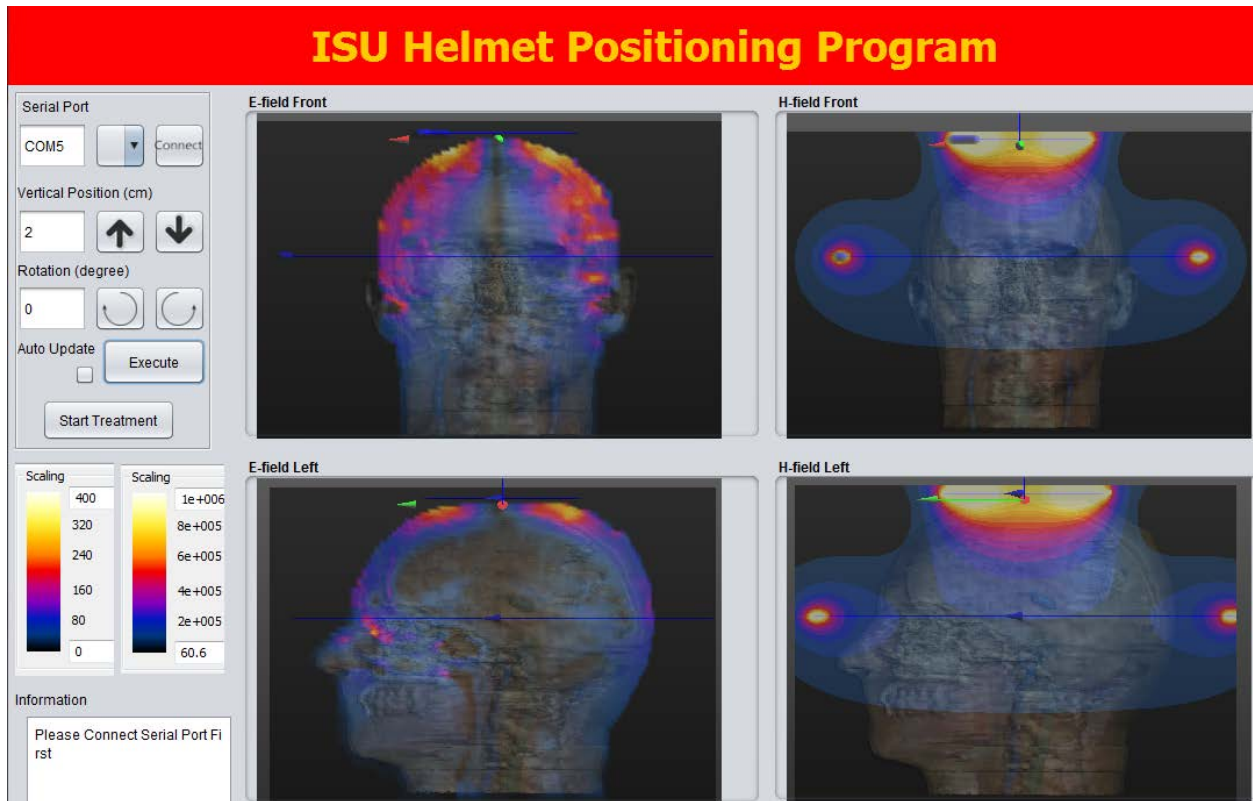 ISU Helmet Positioning Program
Serial Port
COM5
Connect
Vertical Position (cm)
2
Rotation (degree)
0
Auto Update
Execute
Start Treatment
E-field Front
H-field Front
E-field Left
H-field Left
Scaling
400
320
240
160
80
0
Scaling
1e+006
8e+005
6e+005
4e+005
2e+005
60.6
Information
Please Connect Serial Port Fi
rst